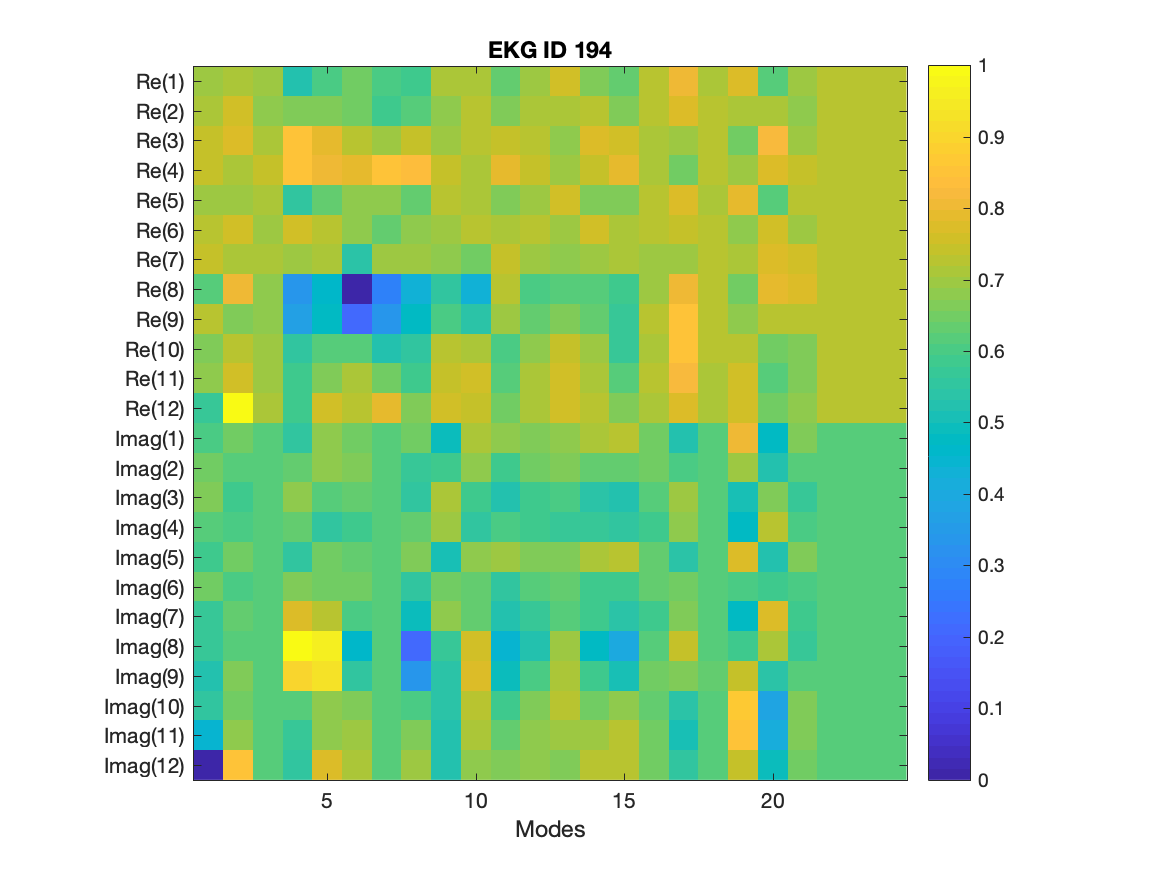 EKG ID 194
Re(1)
Re(2)
Re(3)
Re(4)
Re(5)
Re(6)
Re(7)
Re(8)
Re(9)
Re(10)
Re(11)
Re(12)
Imag(1)
Imag(2)
Imag(3)
Imag(4)
Imag(5)
Imag(6)
Imag(7)
Imag(8)
Imag(9)
Imag(10)
Imag(11)
Imag(12)
5 10 15 20
Modes
1
0.9
0.8
0.7
0.6
0.5
0.4
0.3
0.2
0.1
0